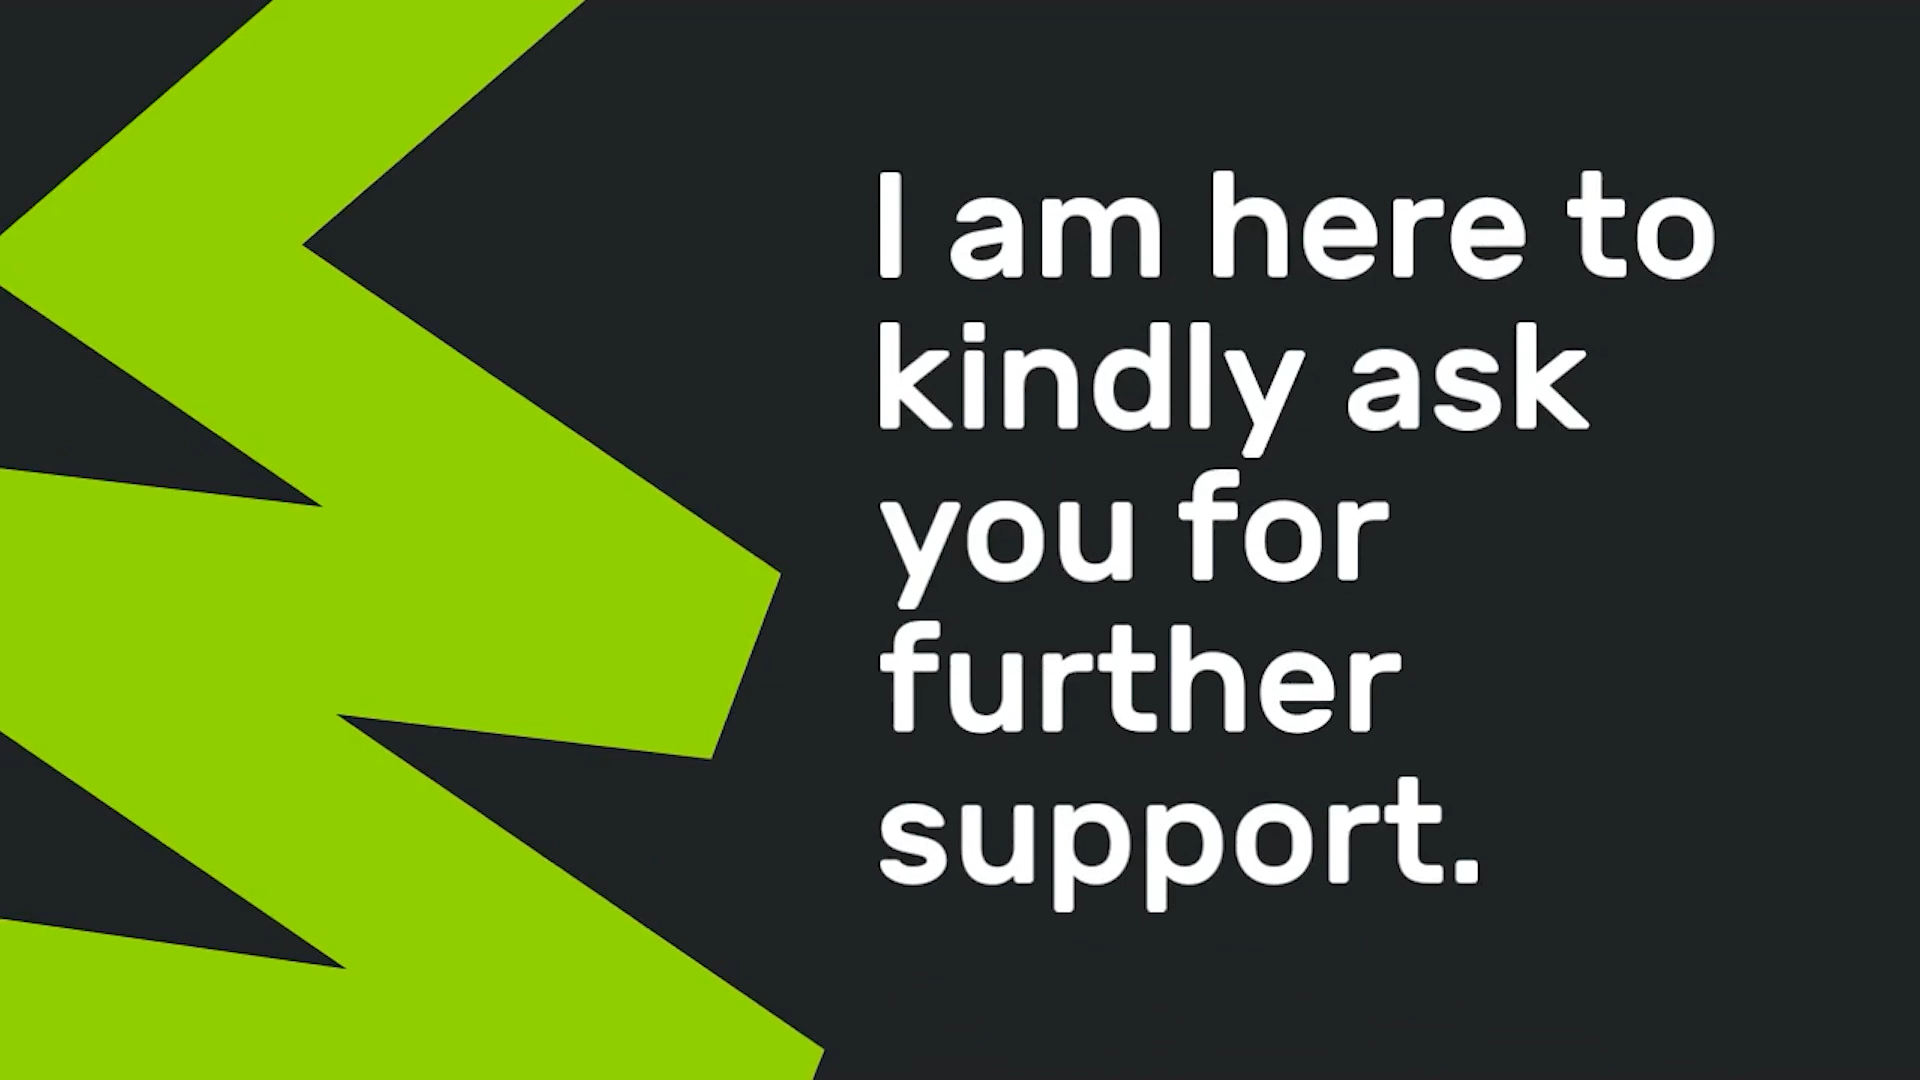 I am here to
kindly ask
you for
further
support.